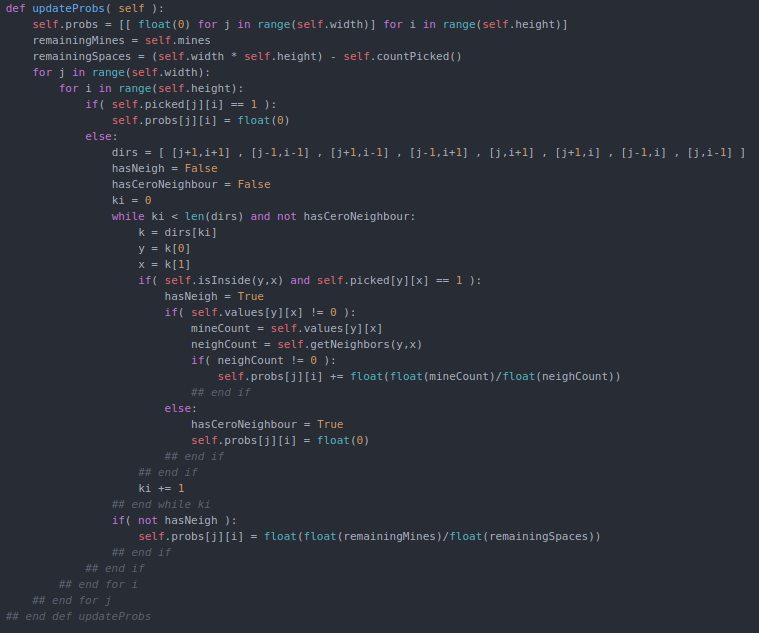 def updateProbs( self ):
    self.probs = [[ float(0) for j in range(self.width)] for i in range(self.height)]
    remainingMines = self.mines
    remainingSpaces = (self.width * self.height) - self.countPicked()
    for j in range(self.width):
        for i in range(self.height):
            if( self.picked[j][i] == 1 ):
                self.probs[j][i] = float(0)
            else:
                dirs = [ [j+1,i+1] , [j-1,i-1] , [j+1,i-1] , [j-1,i+1] , [j,i+1] , [j+1,i] , [j-1,i] , [j,i-1] ]
                hasNeigh = False
                hasCeroNeighbour = False
                ki = 0
                while ki < len(dirs) and not hasCeroNeighbour:
                    k = dirs[ki]
                    y = k[0]
                    x = k[1]
                    if( self.isInside(y,x) and self.picked[y][x] == 1 ):
                        hasNeigh = True
                        if( self.values[y][x] != 0 ):
                            mineCount = self.values[y][x]
                            neighCount = self.getNeighbors(y,x)
                            if( neighCount != 0 ):
                                self.probs[j][i] += float(float(mineCount)/float(neighCount))
                            ## end if
                        else:
                            hasCeroNeighbour = True
                            self.probs[j][i] = float(0)
                        ## end if
                    ## end if
                    ki += 1
                ## end while ki
                if( not hasNeigh ):
                    self.probs[j][i] = float(float(remainingMines)/float(remainingSpaces))
                ## end if
            ## end if
        ## end for i
    ## end for j
## end def updateProbs